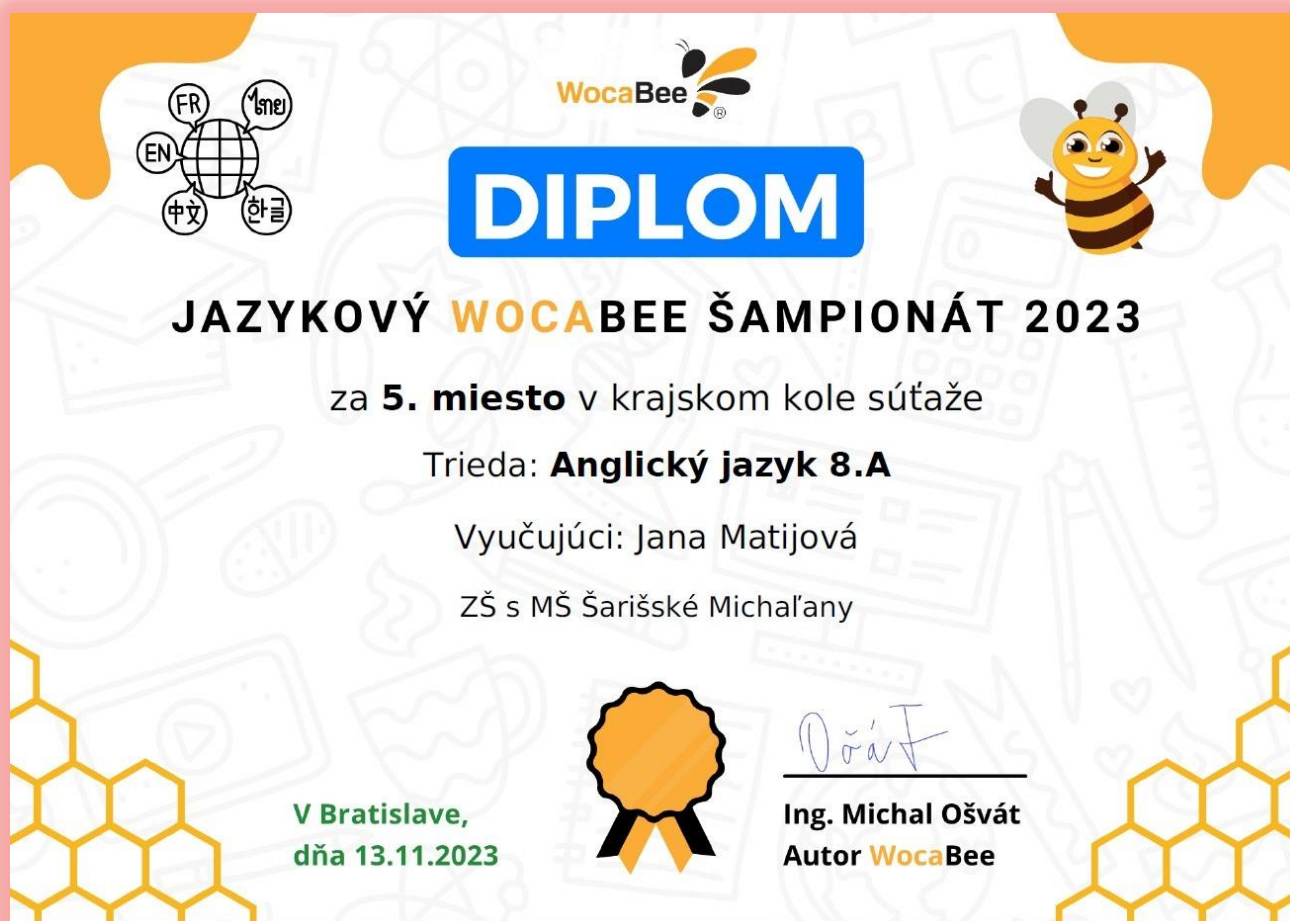 WocaBee
®
FR
ไทย
EN
中文
한글
DIPLOM
JAZYKOVÝ WOCABEE ŠAMPIONÁT 2023
za 5. miesto v krajskom kole súťaže
Trieda: Anglický jazyk 8.A
Vyučujúci: Jana Matijová
ZŠ s MŠ Šarišské Michaľany
V Bratislave,
dňa 13.11.2023
Ing. Michal Ošvát
Autor WocaBee